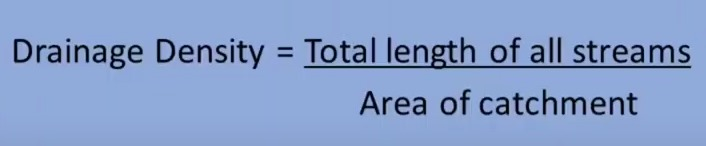 Drainage Density = Total length of all streams
Area of catchment